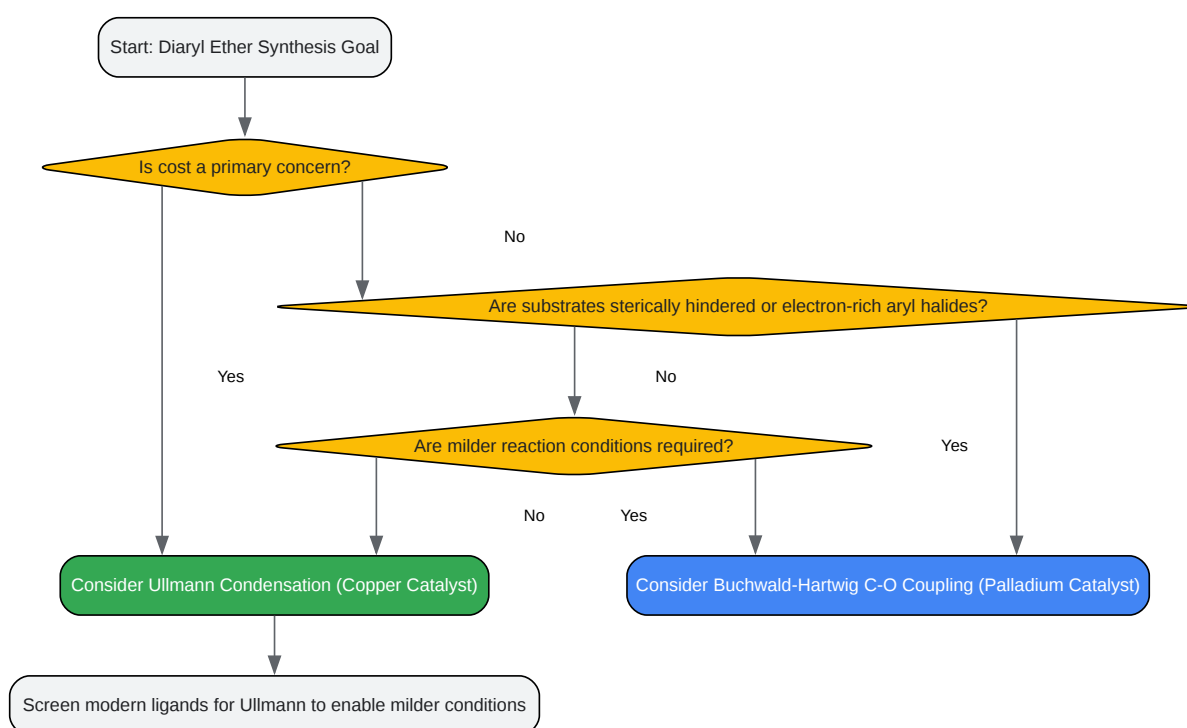 Start: Diaryl Ether Synthesis Goal
Is cost a primary concern?
No
Are substrates sterically hindered or electron-rich aryl halides?
Yes
No
Are milder reaction conditions required?
Yes
No
Yes
Consider Ullmann Condensation (Copper Catalyst)
Consider Buchwald-Hartwig C-O Coupling (Palladium Catalyst)
Screen modern ligands for Ullmann to enable milder conditions